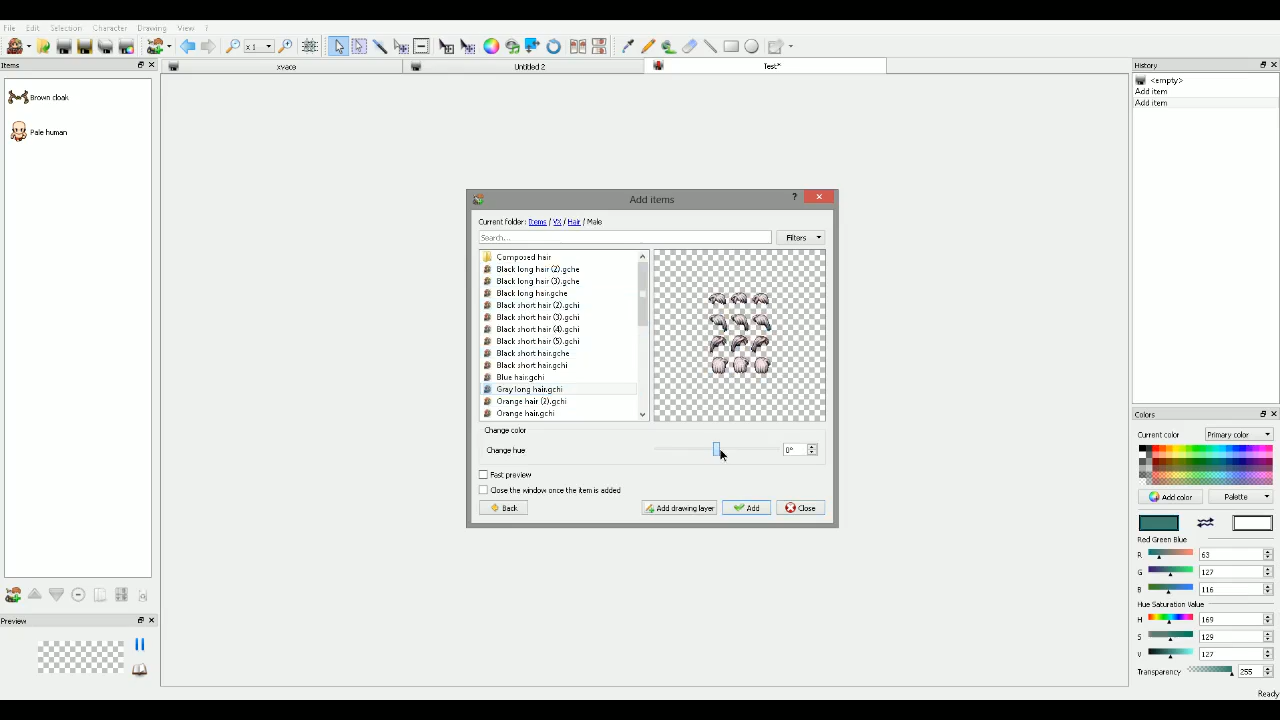 File Edit Selection Character Drawing View ?
x 1
Items
xvace
Untitled 2
Test*
History
Brown cloak
Pale human
<empty>
Add item
Add item
Add items
?
Current folder: Items / VX / Hair / Male
Search...
Filters
Composed hair
Black long hair (2).gche
Black long hair (3).gche
Black long hair.gche
Black short hair (2).gchi
Black short hair (3).gchi
Black short hair (4).gchi
Black short hair (5).gchi
Black short hair.gche
Black short hair.gchi
Blue hair.gchi
Gray long hair.gchi
Orange hair (2).gchi
Orange hair.gchi
Change color
Change hue
0°
Fast preview
Close the window once the item is added
Back
Add drawing layer
Add
Close
Colors
Current color
Primary color
Add color
Palette
Red Green Blue
R 63
G 127
B 116
Hue Saturation Value
H 169
S 129
V 127
Transparency 255
Preview
Ready